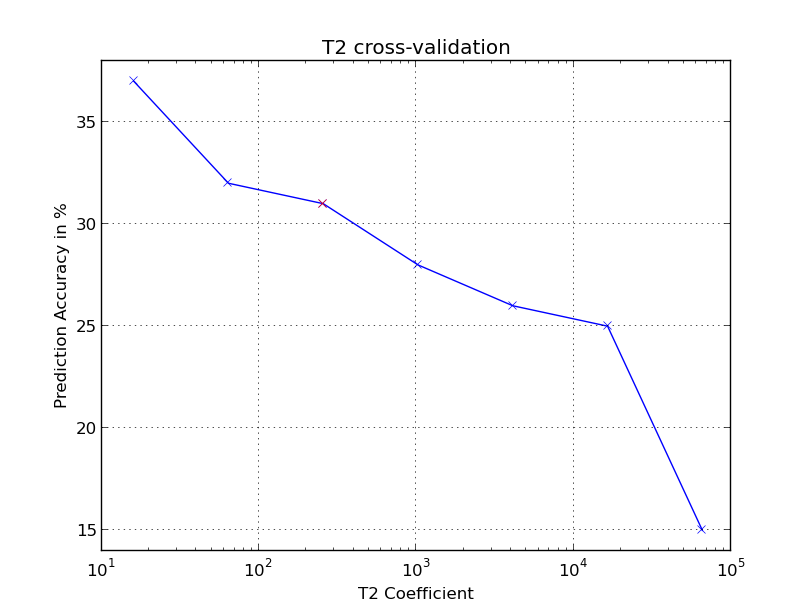 T2 cross-validation
Prediction Accuracy in %
35
30
25
20
15
10¹ 10² 10³ 10⁴ 10⁵
T2 Coefficient